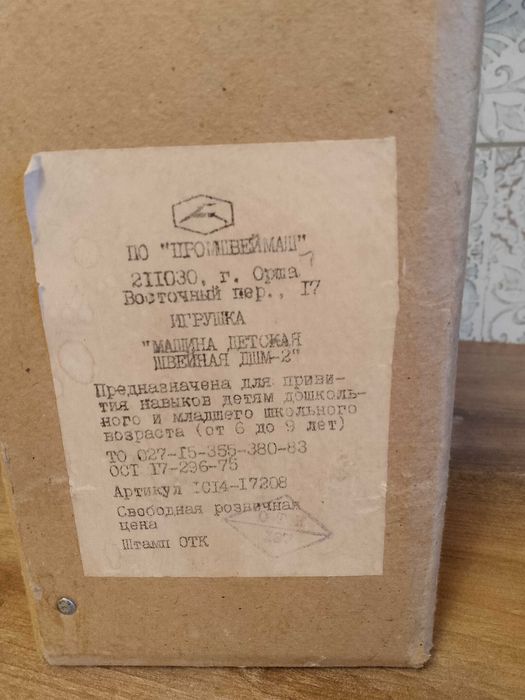 ПО "ПРОМШВЕЙМАШ"
211030, г. Орша
Восточный пер., 17
ИГРУШКА
"МАШИНА ДЕТСКАЯ
ШВЕЙНАЯ ДШМ-2"
Предназначена для приви-
тия навыков детям дошколь-
ного и младшего школьного
возраста (от 6 до 9 лет)
ТО 027-15-355-380-83
ОСТ 17-296-75
Артикул 1С14-17208
Свободная розничная
цена
Штамп ОТК